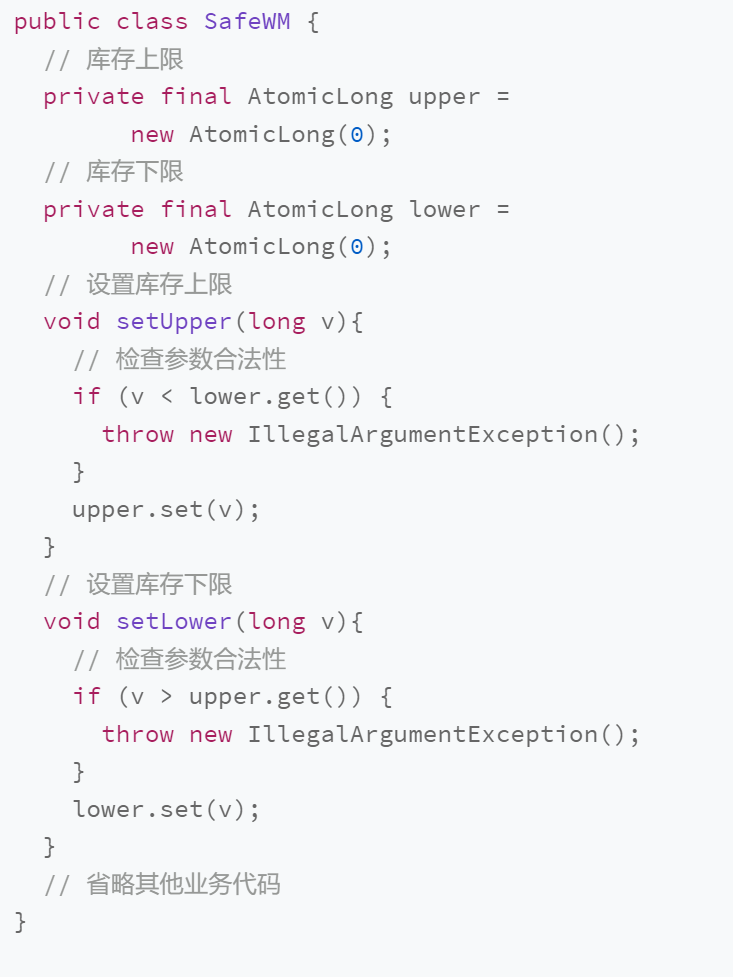 public class SafeWM {
  // 库存上限
  private final AtomicLong upper =
        new AtomicLong(0);
  // 库存下限
  private final AtomicLong lower =
        new AtomicLong(0);
  // 设置库存上限
  void setUpper(long v){
    // 检查参数合法性
    if (v < lower.get()) {
      throw new IllegalArgumentException();
    }
    upper.set(v);
  }
  // 设置库存下限
  void setLower(long v){
    // 检查参数合法性
    if (v > upper.get()) {
      throw new IllegalArgumentException();
    }
    lower.set(v);
  }
  // 省略其他业务代码
}